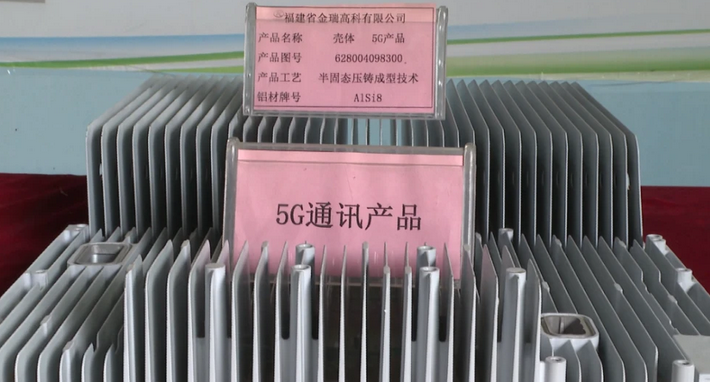 福建省金瑞高科有限公司
产品名称 壳体 5G产品
产品图号 628004098300
产品工艺 半固态压铸成型技术
铝材牌号 AlSi8
5G通讯产品